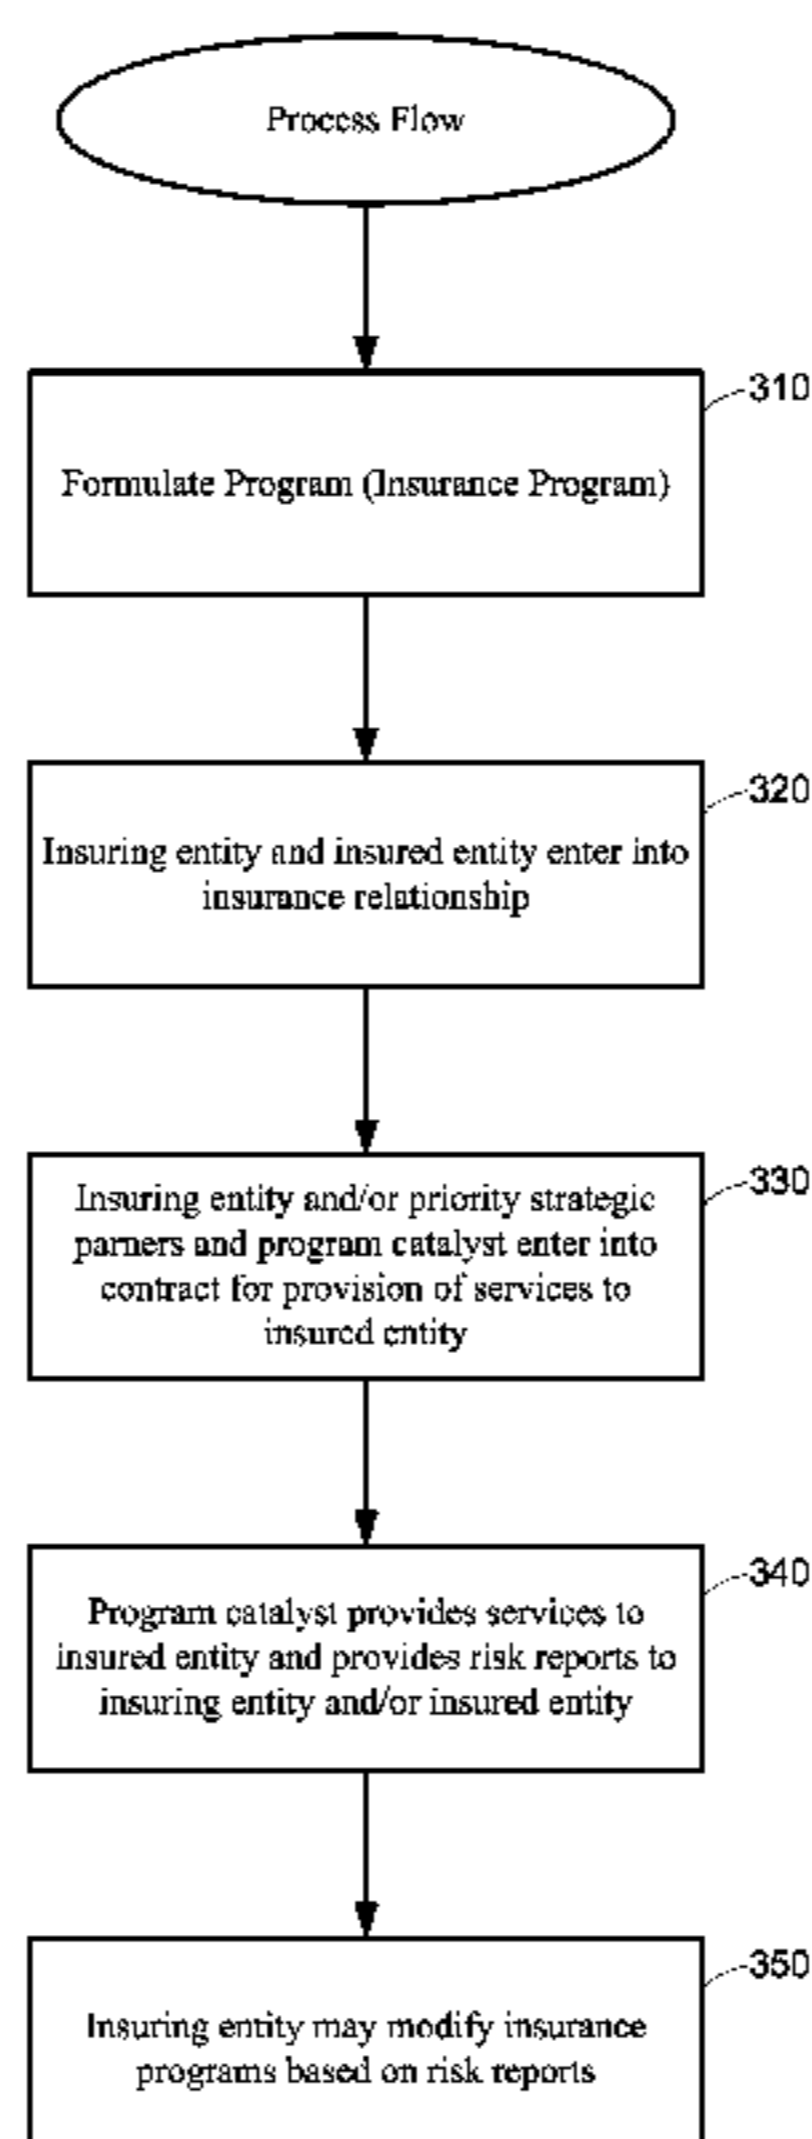 Process Flow
310
Formulate Program (Insurance Program)
320
Insuring entity and insured entity enter into
insurance relationship
330
Insuring entity and/or priority strategic
parners and program catalyst enter into
contract for provision of services to
insured entity
340
Program catalyst provides services to
insured entity and provides risk reports to
insuring entity and/or insured entity
350
Insuring entity may modify insurance
programs based on risk reports